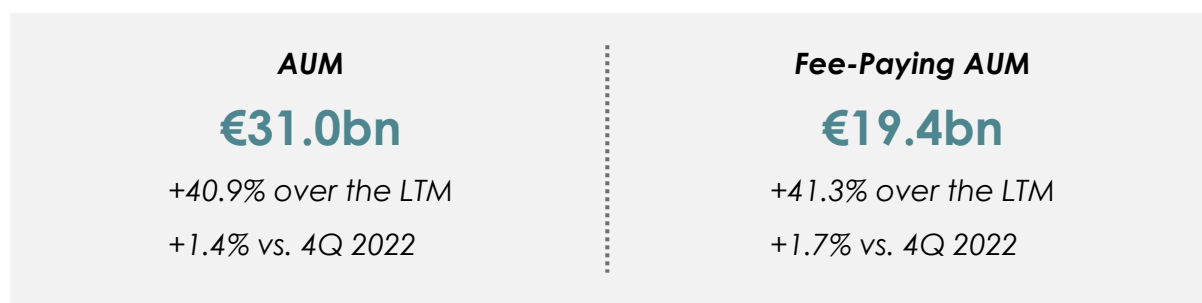 AUM
€31.0bn
+40.9% over the LTM
+1.4% vs. 4Q 2022
Fee-Paying AUM
€19.4bn
+41.3% over the LTM
+1.7% vs. 4Q 2022